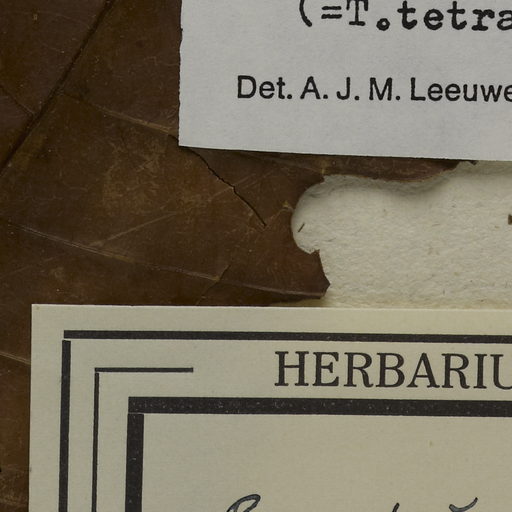 (=T.tetra
Det. A. J. M. Leeuwe
HERBARIU